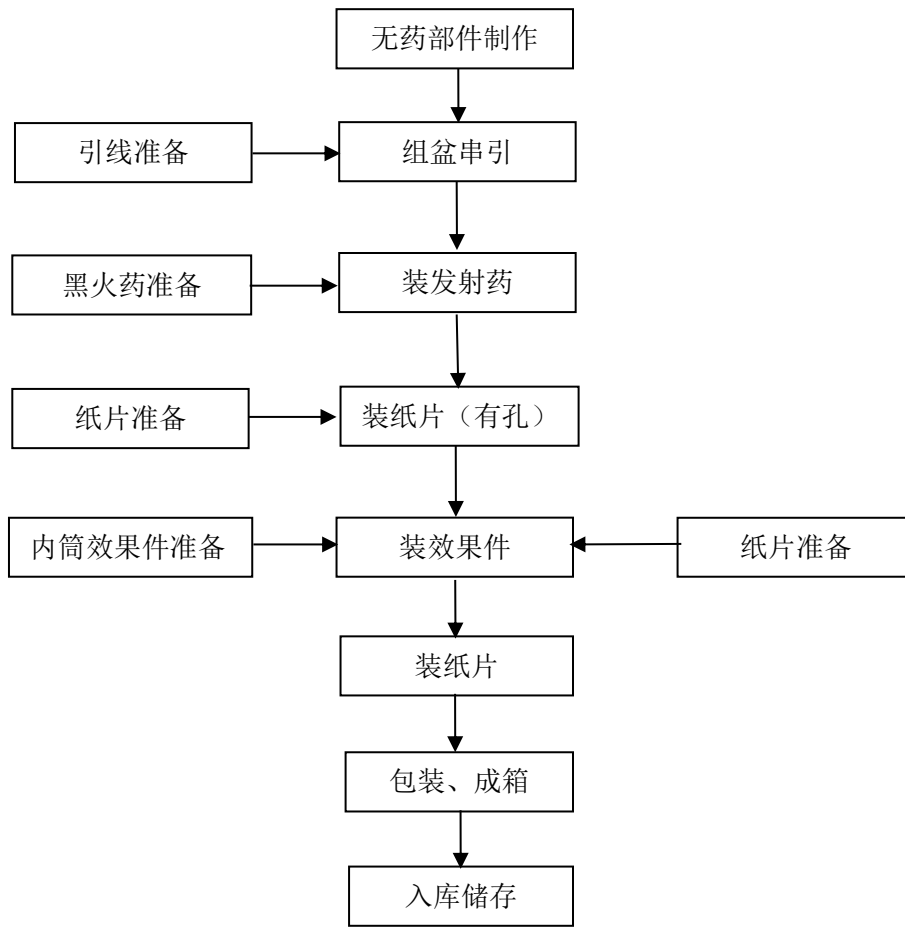 无药部件制作
引线准备
组盆串引
黑火药准备
装发射药
纸片准备
装纸片（有孔）
内筒效果件准备
装效果件
纸片准备
装纸片
包装、成箱
入库储存